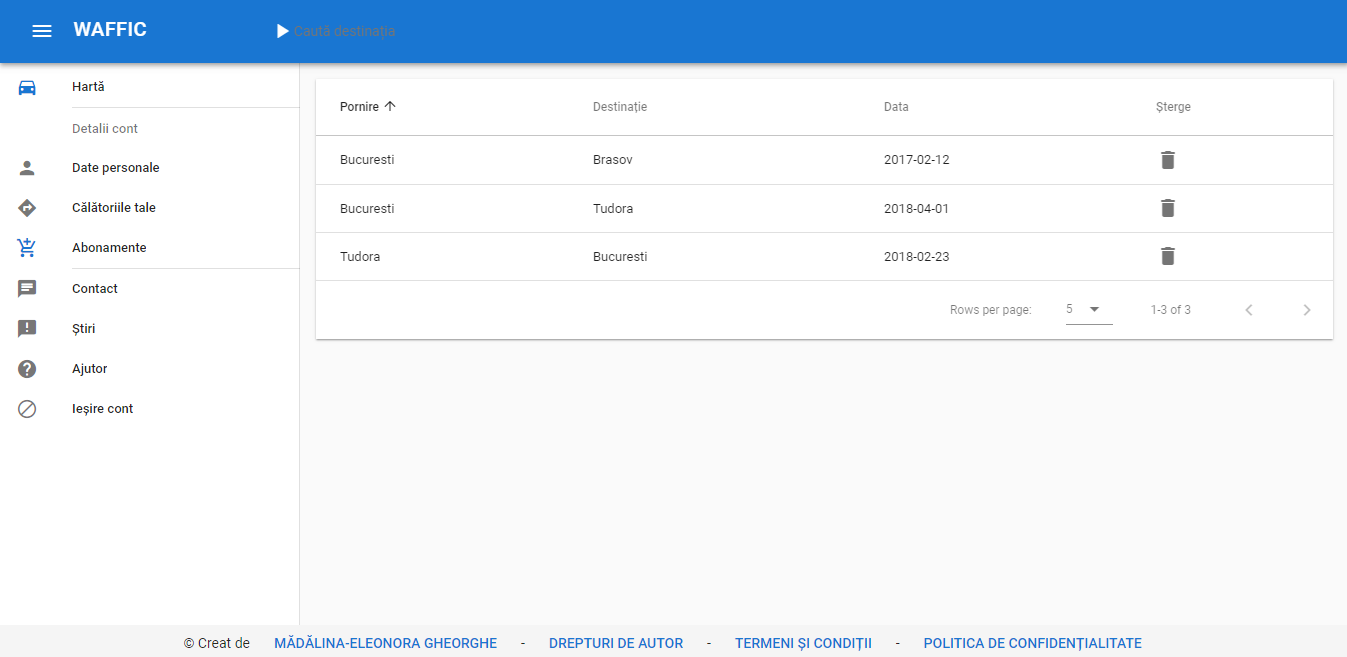 WAFFIC
Caută destinația
Hartă
Detalii cont
Date personale
Călătoriile tale
Abonamente
Contact
Știri
Ajutor
Ieșire cont
Pornire Destinație Data Șterge
Bucuresti Brasov 2017-02-12
Bucuresti Tudora 2018-04-01
Tudora Bucuresti 2018-02-23
Rows per page: 5 1-3 of 3
© Creat de MĂDĂLINA-ELEONORA GHEORGHE - DREPTURI DE AUTOR - TERMENI ȘI CONDIȚII - POLITICA DE CONFIDENȚIALITATE